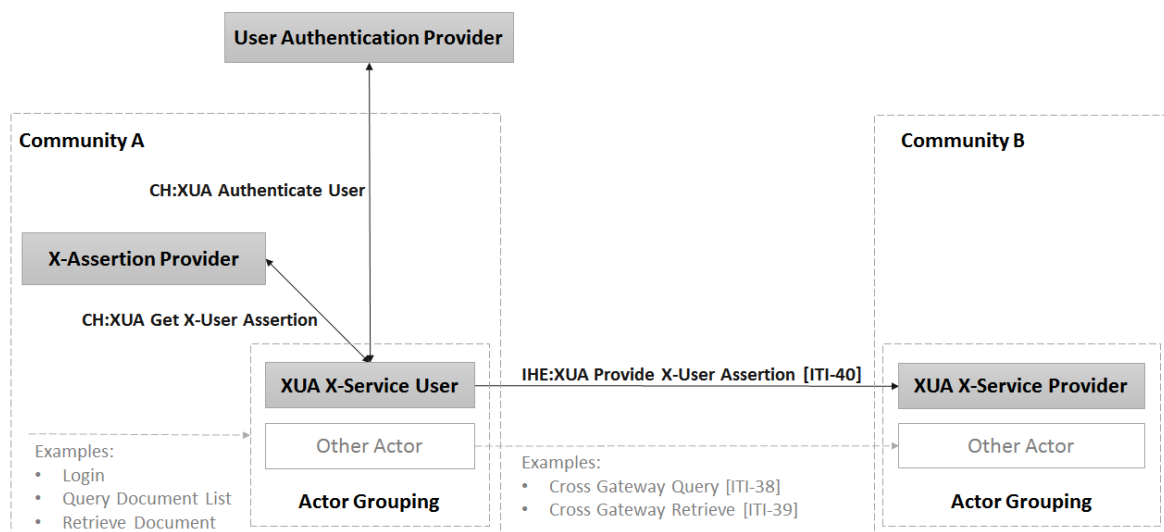 User Authentication Provider
Community A
Community B
CH:XUA Authenticate User
X-Assertion Provider
CH:XUA Get X-User Assertion
XUA X-Service User
IHE:XUA Provide X-User Assertion [ITI-40]
XUA X-Service Provider
Other Actor
Other Actor
Examples:
• Login
• Query Document List
• Retrieve Document
Actor Grouping
Examples:
• Cross Gateway Query [ITI-38]
• Cross Gateway Retrieve [ITI-39]
Actor Grouping